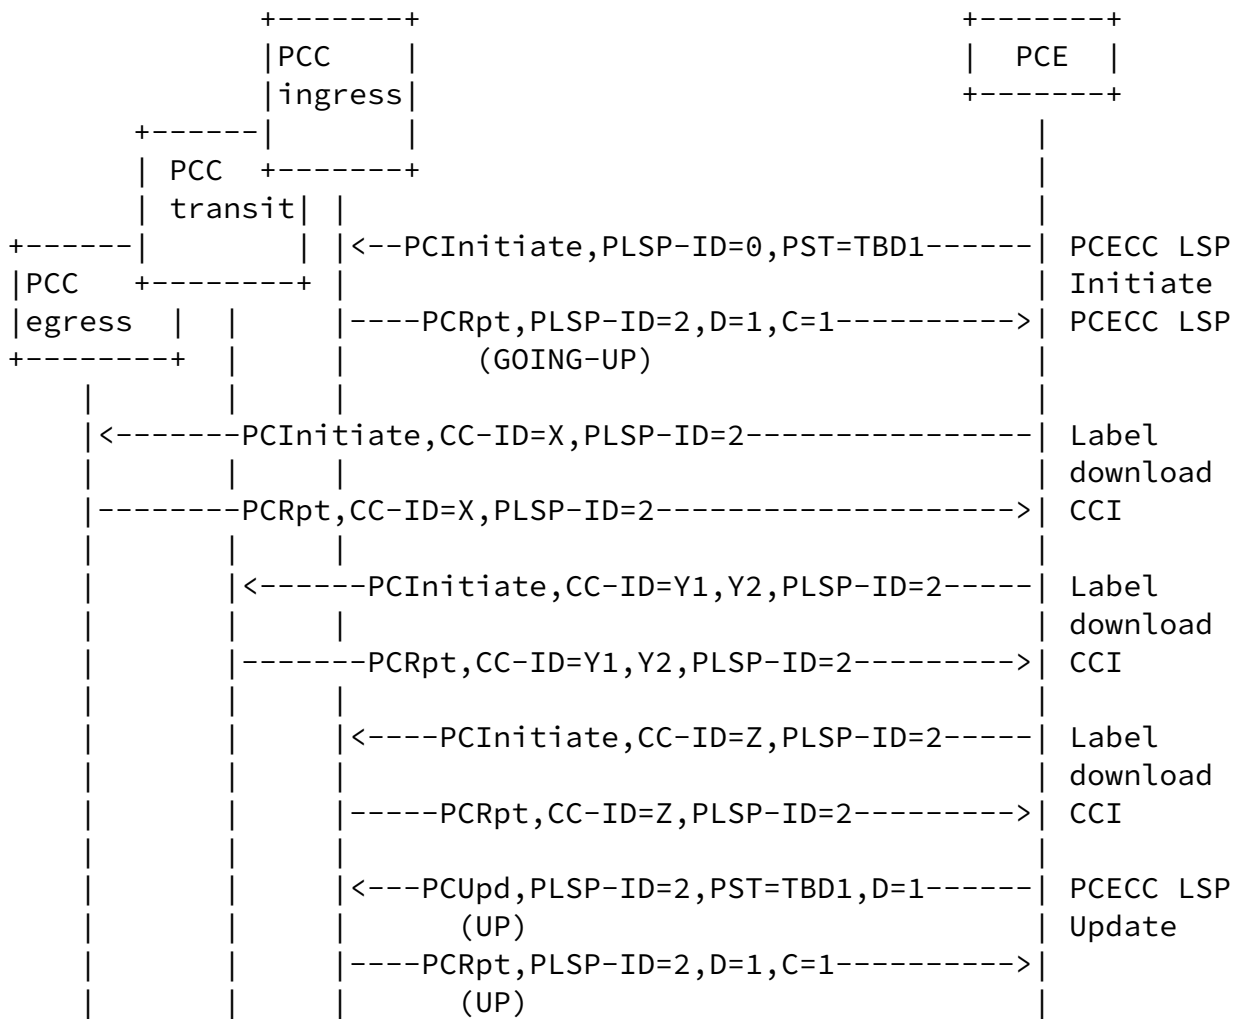 PCC
PCE
ingress
PCC
transit
<--PCInitiate,PLSP-ID=0,PST=TBD1------ PCECC LSP
PCC
Initiate
egress
----PCRpt,PLSP-ID=2,D=1,C=1----------> PCECC LSP
(GOING-UP)
<-------PCInitiate,CC-ID=X,PLSP-ID=2---------------- Label
download
--------PCRpt,CC-ID=X,PLSP-ID=2--------------------> CCI
<------PCInitiate,CC-ID=Y1,Y2,PLSP-ID=2----- Label
download
-------PCRpt,CC-ID=Y1,Y2,PLSP-ID=2---------> CCI
<----PCInitiate,CC-ID=Z,PLSP-ID=2----- Label
download
-----PCRpt,CC-ID=Z,PLSP-ID=2---------> CCI
<---PCUpd,PLSP-ID=2,PST=TBD1,D=1------ PCECC LSP
(UP) Update
----PCRpt,PLSP-ID=2,D=1,C=1---------->
(UP)